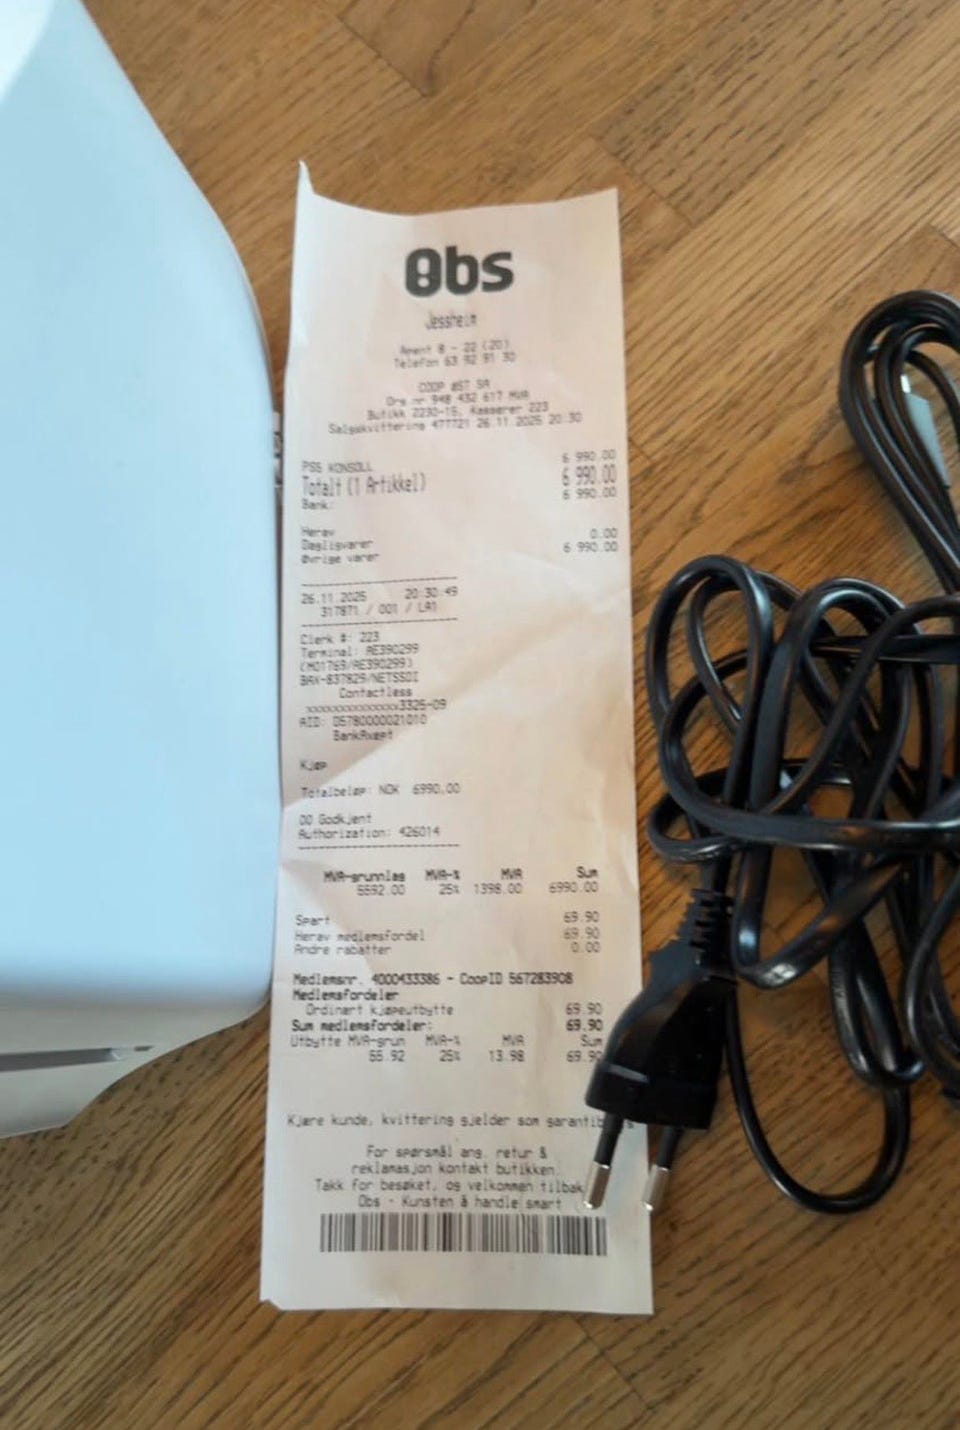 Obs
Jessheim
Åpent 8 - 22 (20)
Telefon 63 92 91 30
COOP ØST SA
Org nr 948 432 617 MVA
Butikk 2230-15, Kasserer 223
Salgskvittering 477721 26.11.2025 20:30
PS5 KONSOLL 6 990.00
Totalt (1 Artikkel) 6 990.00
Bank: 6 990.00
Herav
Dagligvarer 0.00
Øvrige varer 6 990.00
26.11.2025 20:30:49
317871 / 001 / LA1
Clerk #: 223
Terminal: AE390299
(M01769/AE390299)
BAX-837829/NETSSDI
Contactless
xxxxxxxxxxxxxx3325-09
AID: D5780000021010
BankAxept
Kjøp
Totalbeløp: NOK 6990.00
00 Godkjent
Authorization: 426014
MVA-grunnlag MVA-% MVA Sum
5592.00 25% 1398.00 6990.00
Spart 69.90
Herav medlemsfordel 69.90
Andre rabatter 0.00
Medlemsnr. 4000433386 - CoopID 567283908
Medlemsfordeler
Ordinært kjøpeutbytte 69.90
Sum medlemsfordeler: 69.90
Utbytte MVA-grun MVA-% MVA Sum
55.92 25% 13.98 69.90
Kjære kunde, kvittering gjelder som
For spørsmål ang. retur &
reklamasjon kontakt butikken.
Takk for besøket, og velkommen tilbak
Obs - Kunsten å handle smart